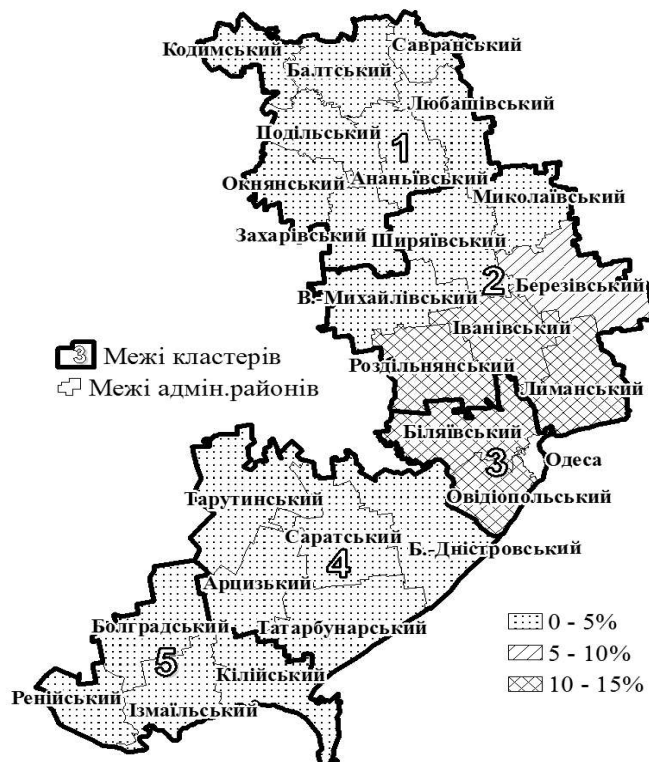 Кодимський
Савранський
Балтський
Любашівський
Подільський
1
Окнянський
Ананьївський
Миколаївський
Захарівський
Ширяївський
2
Березівський
В.-Михайлівський
Іванівський
3 Межі кластерів
Роздільнянський
Межі адмін.районів
Лиманський
Біляївський
3
Одеса
Овідіопольський
Тарутинський
Саратський
Б.-Дністровський
4
Арцизький
Болградський
Татарбунарський
0 - 5%
5 - 10%
10 - 15%
5
Кілійський
Ренійський
Ізмаїльський